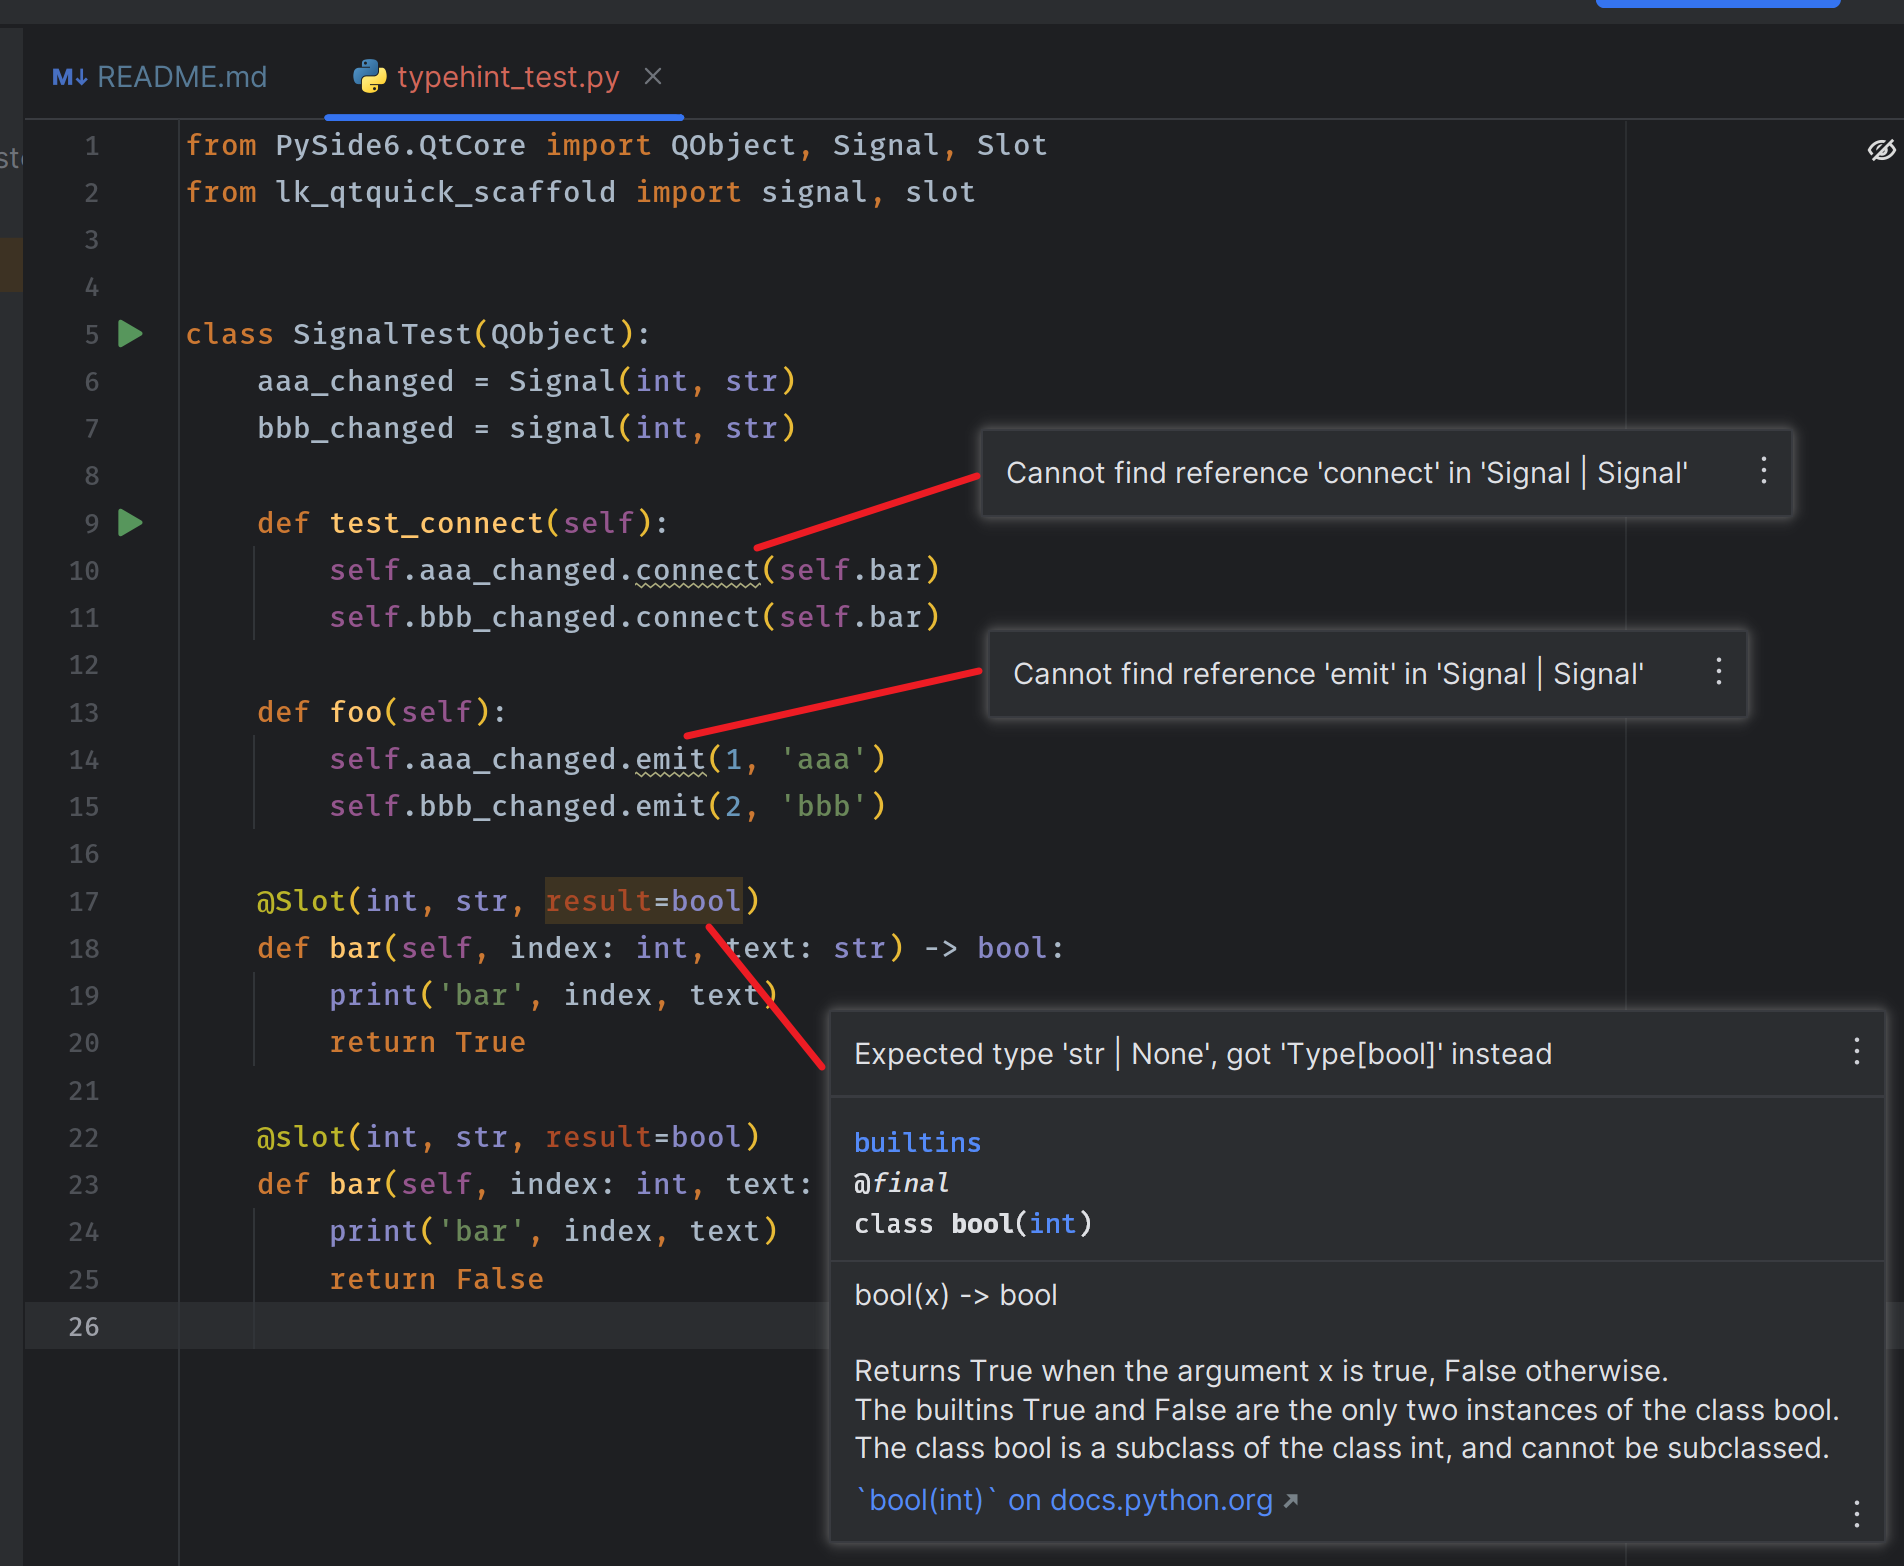 M↓ README.md
typehint_test.py
1 from PySide6.QtCore import QObject, Signal, Slot
2 from lk_qtquick_scaffold import signal, slot
3
4
5 class SignalTest(QObject):
6     aaa_changed = Signal(int, str)
7     bbb_changed = signal(int, str)
8
Cannot find reference 'connect' in 'Signal | Signal'
9     def test_connect(self):
10         self.aaa_changed.connect(self.bar)
11         self.bbb_changed.connect(self.bar)
12
Cannot find reference 'emit' in 'Signal | Signal'
13     def foo(self):
14         self.aaa_changed.emit(1, 'aaa')
15         self.bbb_changed.emit(2, 'bbb')
16
17     @Slot(int, str, result=bool)
18     def bar(self, index: int, text: str) -> bool:
19         print('bar', index, text)
20         return True
21
22     @slot(int, str, result=bool)
23     def bar(self, index: int, text:
24         print('bar', index, text)
25         return False
26
Expected type 'str | None', got 'Type[bool]' instead
builtins
@final
class bool(int)
bool(x) -> bool
Returns True when the argument x is true, False otherwise.
The builtins True and False are the only two instances of the class bool.
The class bool is a subclass of the class int, and cannot be subclassed.
`bool(int)` on docs.python.org